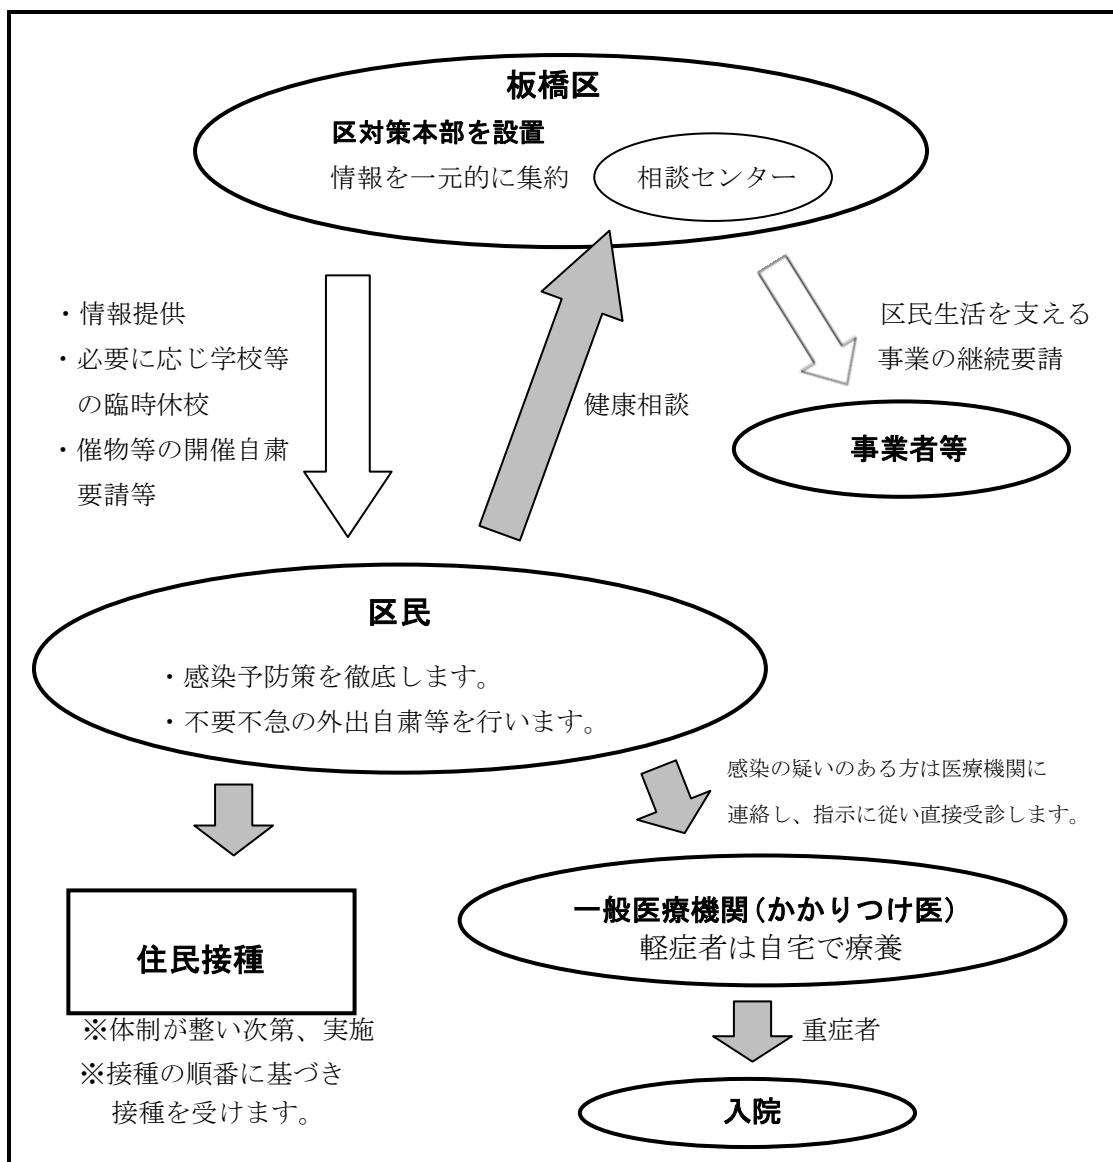 板橋区
区対策本部を設置
情報を一元的に集約
相談センター
・情報提供
・必要に応じ学校等
の臨時休校
・催物等の開催自粛
要請等
健康相談
区民生活を支える
事業の継続要請
事業者等
区民
・感染予防策を徹底します。
・不要不急の外出自粛等を行います。
感染の疑いのある方は医療機関に
連絡し、指示に従い直接受診します。
住民接種
※体制が整い次第、実施
※接種の順番に基づき
接種を受けます。
一般医療機関(かかりつけ医)
軽症者は自宅で療養
重症者
入院